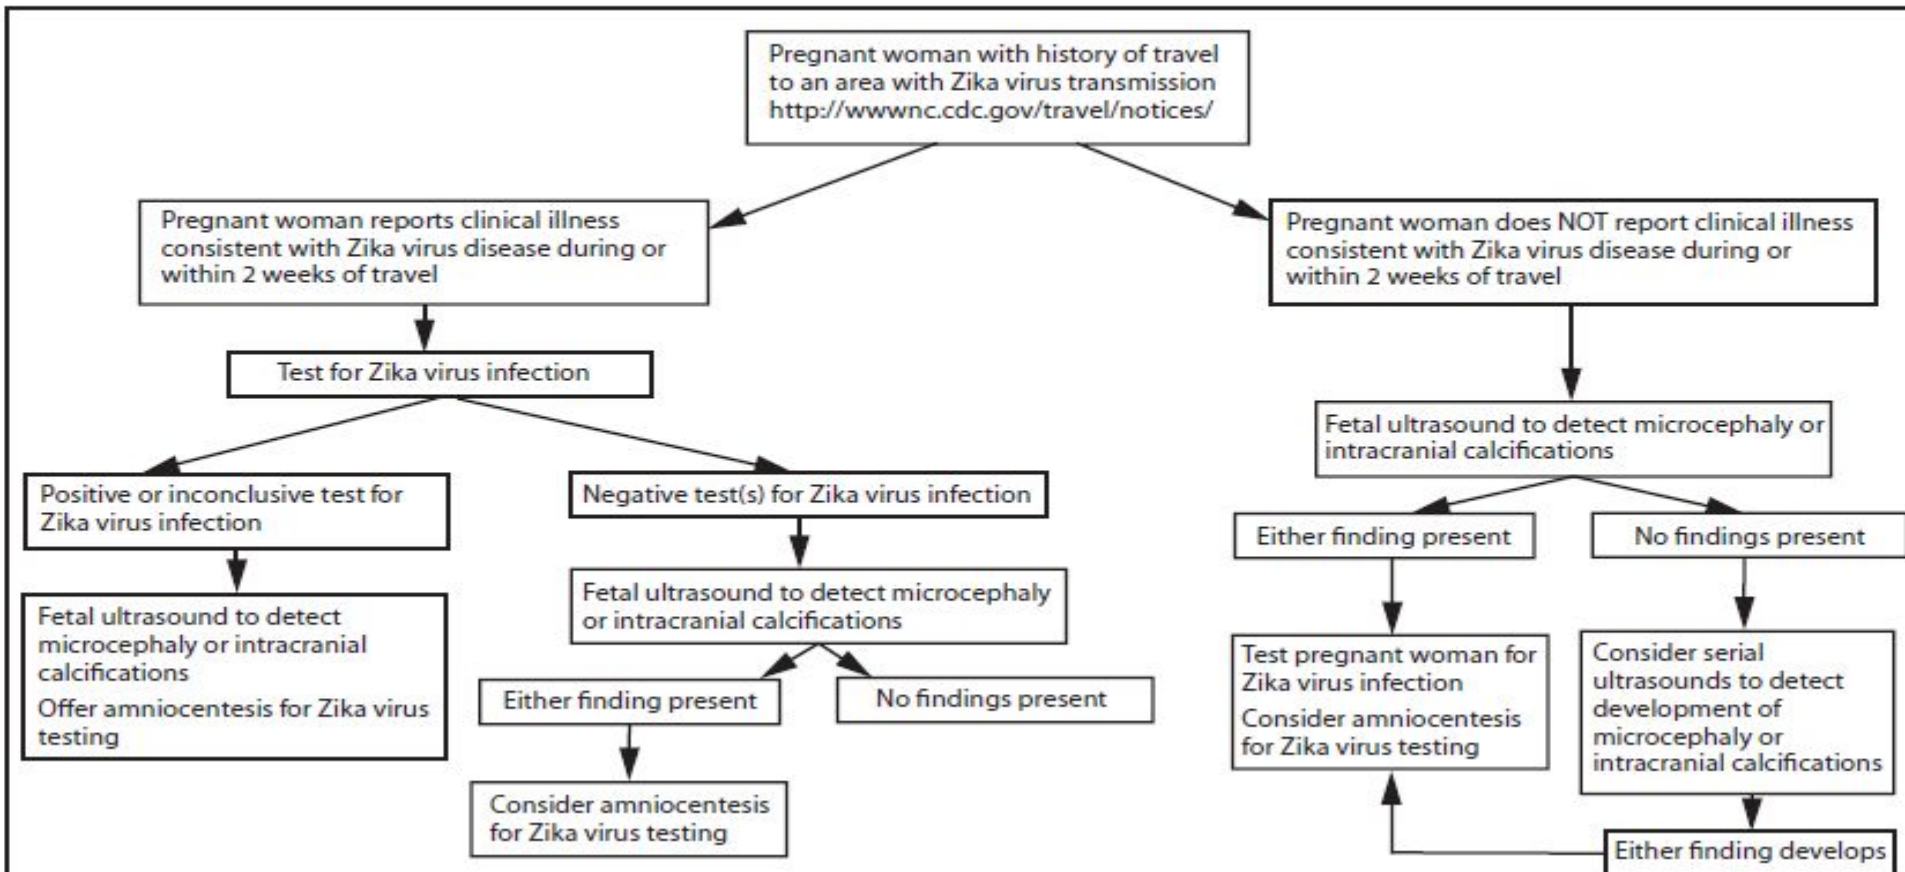 Pregnant woman with history of travel
to an area with Zika virus transmission
http://wwwnc.cdc.gov/travel/notices/
Pregnant woman reports clinical illness
consistent with Zika virus disease during or
within 2 weeks of travel
Pregnant woman does NOT report clinical illness
consistent with Zika virus disease during or
within 2 weeks of travel
Test for Zika virus infection
Positive or inconclusive test for
Zika virus infection
Negative test(s) for Zika virus infection
Fetal ultrasound to detect
microcephaly or intracranial
calcifications
Offer amniocentesis for Zika virus
testing
Fetal ultrasound to detect microcephaly
or intracranial calcifications
Either finding present
No findings present
Consider amniocentesis
for Zika virus testing
Fetal ultrasound to detect microcephaly or
intracranial calcifications
Either finding present
No findings present
Test pregnant woman for
Zika virus infection
Consider amniocentesis
for Zika virus testing
Consider serial
ultrasounds to detect
development of
microcephaly or
intracranial calcifications
Either finding develops